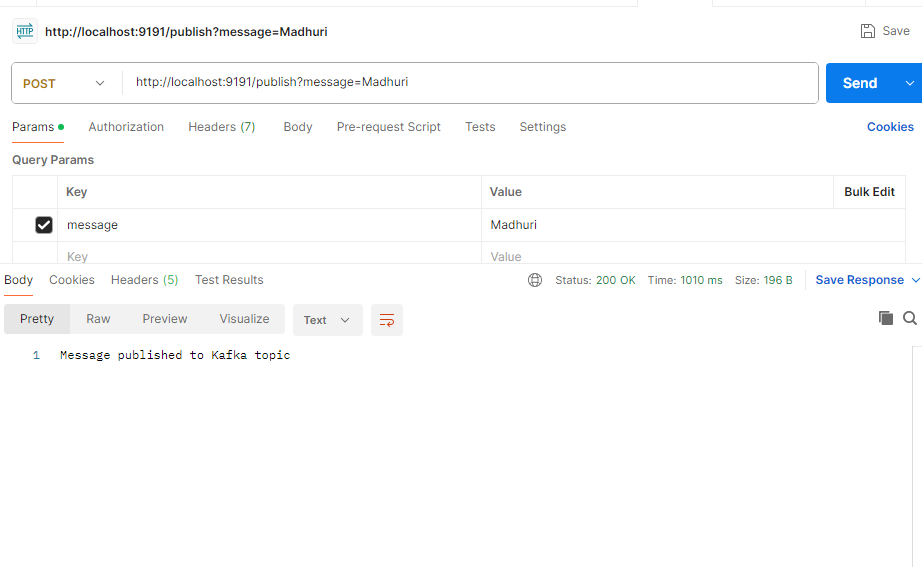 HTTP http://localhost:9191/publish?message=Madhuri Save
POST http://localhost:9191/publish?message=Madhuri Send
Params Authorization Headers (7) Body Pre-request Script Tests Settings Cookies
Query Params
Key Value Bulk Edit
message Madhuri
Key Value
Body Cookies Headers (5) Test Results Status: 200 OK Time: 1010 ms Size: 196 B Save Response
Pretty Raw Preview Visualize Text
1 Message published to Kafka topic